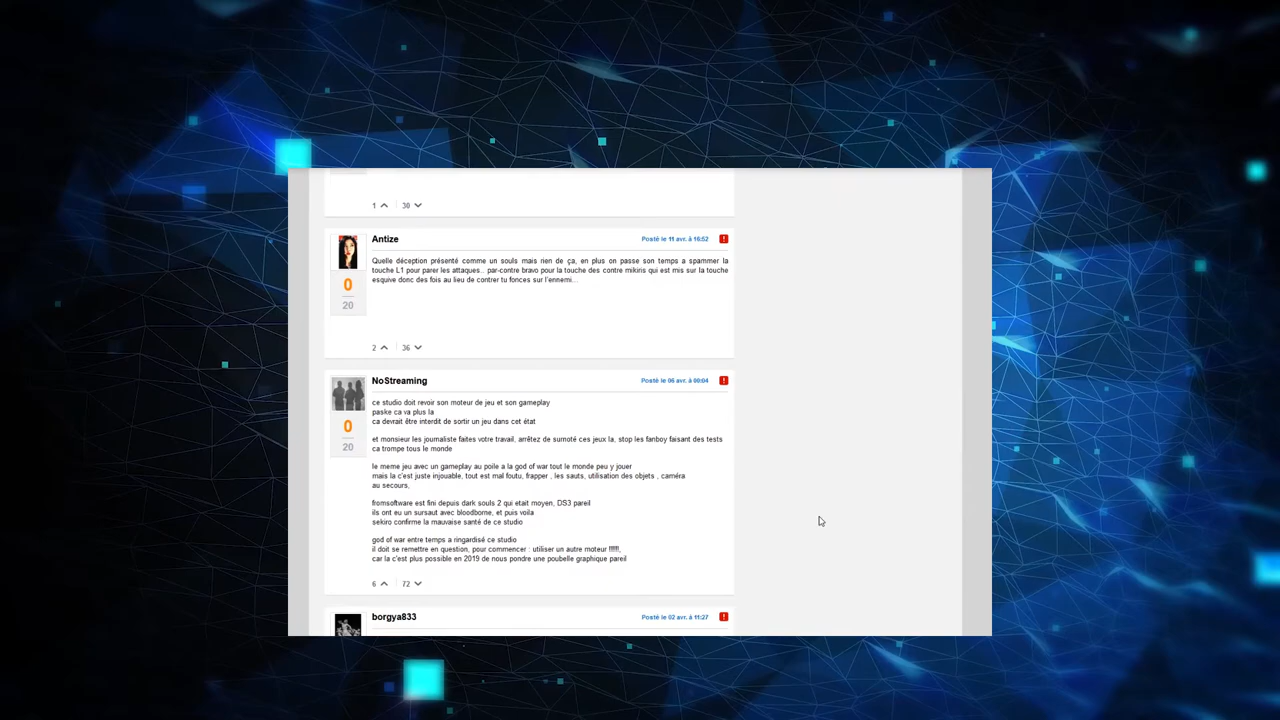 1 30
Antize Posté le 11 avr. à 16:52 !
Quelle déception présenté comme un souls mais rien de ça, en plus on passe son temps a spammer la
touche L1 pour parer les attaques.. par-contre bravo pour la touche des contre mikiris qui est mis sur la touche
esquive donc des fois au lieu de contrer tu fonces sur l'ennemi...
0
20
2 36
NoStreaming Posté le 06 avr. à 00:04 !
ce studio doit revoir son moteur de jeu et son gameplay
paske ca va plus la
ca devrait être interdit de sortir un jeu dans cet état
0
20
et monsieur les journaliste faites votre travail, arrêtez de surnoté ces jeux la, stop les fanboy faisant des tests
ca trompe tous le monde
le meme jeu avec un gameplay au poile a la god of war tout le monde peu y jouer
mais la c'est juste injouable, tout est mal foutu, frapper , les sauts, utilisation des objets , caméra
au secours,
fromsoftware est fini depuis dark souls 2 qui etait moyen, DS3 pareil
ils ont eu un sursaut avec bloodborne, et puis voila
sekiro confirme la mauvaise santé de ce studio
god of war entre temps a ringardisé ce studio
il doit se remettre en question, pour commencer : utiliser un autre moteur !!!!!!,
car la c'est plus possible en 2019 de nous pondre une poubelle graphique pareil
6 72
borgya833 Posté le 02 avr. à 11:27 !